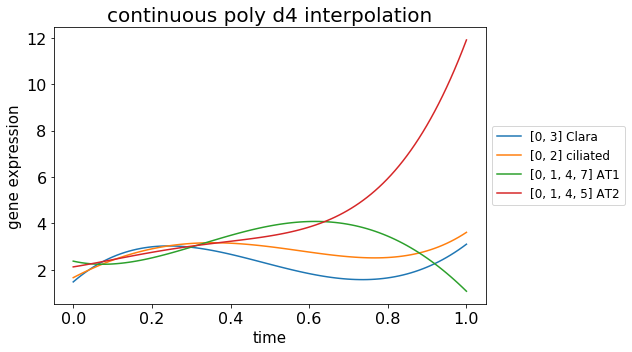 continuous poly d4 interpolation
gene expression
12
10
8
6
4
2
0.0 0.2 0.4 0.6 0.8 1.0
time
[0, 3] Clara
[0, 2] ciliated
[0, 1, 4, 7] AT1
[0, 1, 4, 5] AT2